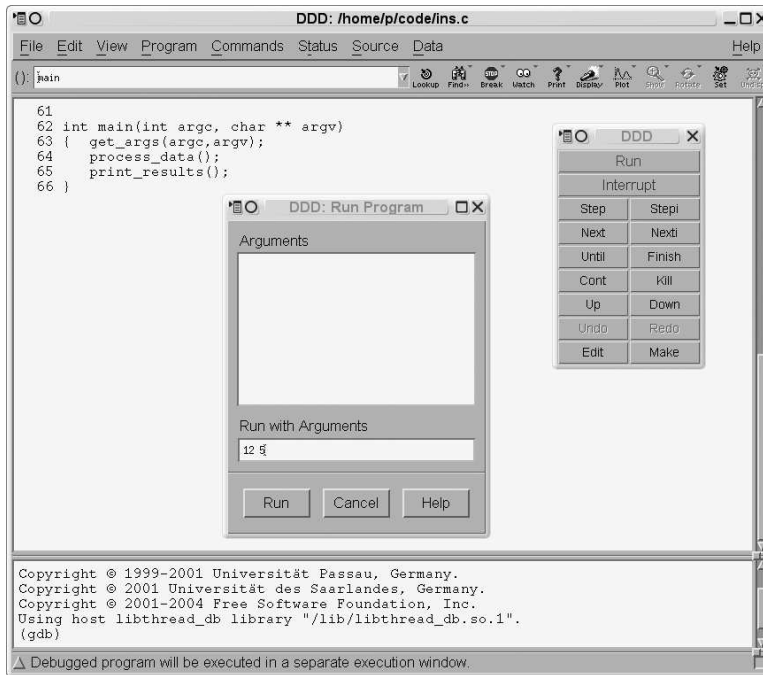 DDD: /home/p/code/ins.c
File Edit View Program Commands Status Source Data Help
(): main
Lookup Find» Break Watch Print Display Plot Show Rotate Set
61
62 int main(int argc, char ** argv)
63 { get_args(argc,argv);
64 process_data();
65 print_results();
66 }
DDD
Run
Interrupt
Step Stepi
Next Nexti
Until Finish
Cont Kill
Up Down
Undo Redo
Edit Make
DDD: Run Program
Arguments
Run with Arguments
12 5
Run Cancel Help
Copyright © 1999-2001 Universität Passau, Germany.
Copyright © 2001 Universität des Saarlandes, Germany.
Copyright © 2001-2004 Free Software Foundation, Inc.
Using host libthread_db library "/lib/libthread_db.so.1".
(gdb)
Debugged program will be executed in a separate execution window.